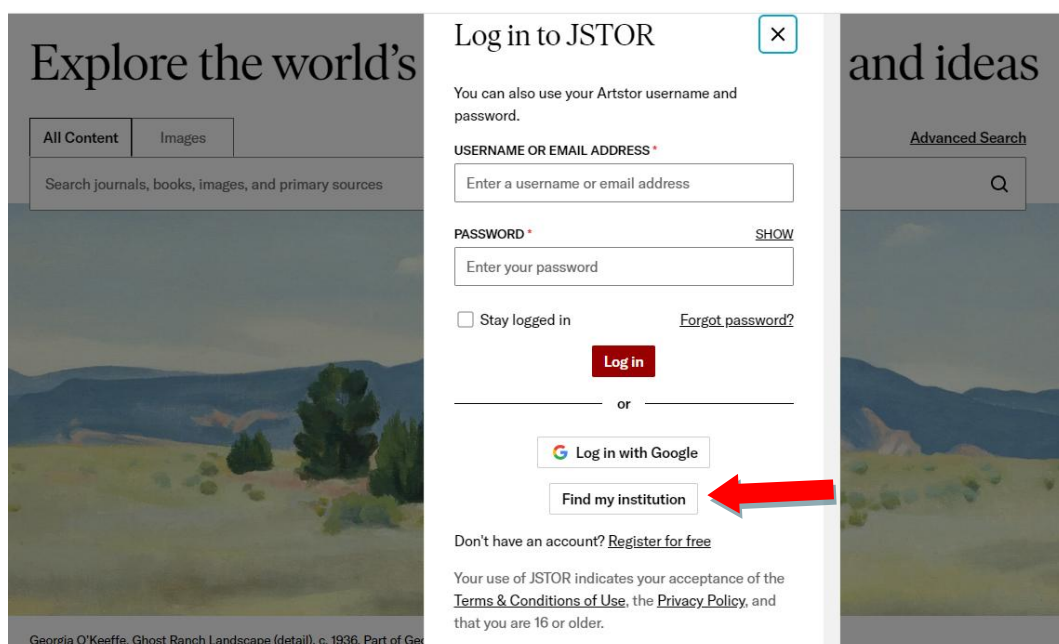 Explore the world's
and ideas
All Content
Images
Advanced Search
Search journals, books, images, and primary sources
Log in to JSTOR
You can also use your Artstor username and
password.
USERNAME OR EMAIL ADDRESS *
Enter a username or email address
PASSWORD *
SHOW
Enter your password
Stay logged in
Forgot password?
Log in
or
Log in with Google
Find my institution
Don't have an account? Register for free
Your use of JSTOR indicates your acceptance of the
Terms & Conditions of Use, the Privacy Policy, and
that you are 16 or older.
Georgia O'Keeffe. Ghost Ranch Landscape (detail). c. 1936. Part of